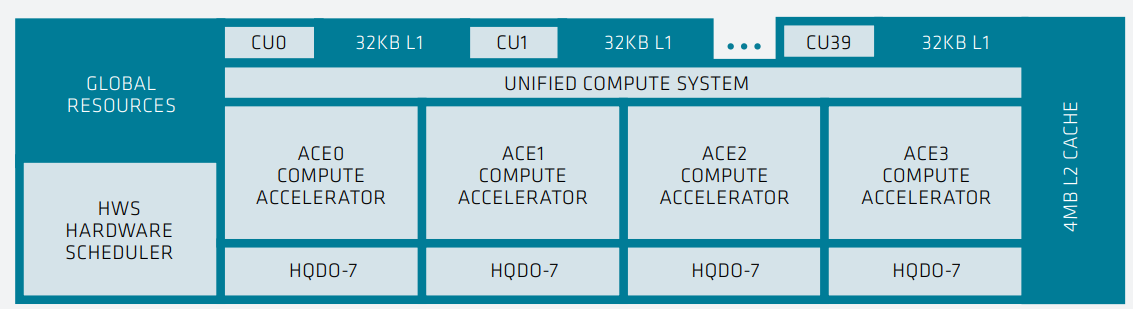 CU0
32KB L1
CU1
32KB L1
...
CU39
32KB L1
GLOBAL
RESOURCES
UNIFIED COMPUTE SYSTEM
ACE0
COMPUTE
ACCELERATOR
ACE1
COMPUTE
ACCELERATOR
ACE2
COMPUTE
ACCELERATOR
ACE3
COMPUTE
ACCELERATOR
4MB L2 CACHE
HWS
HARDWARE
SCHEDULER
HQDO-7
HQDO-7
HQDO-7
HQDO-7